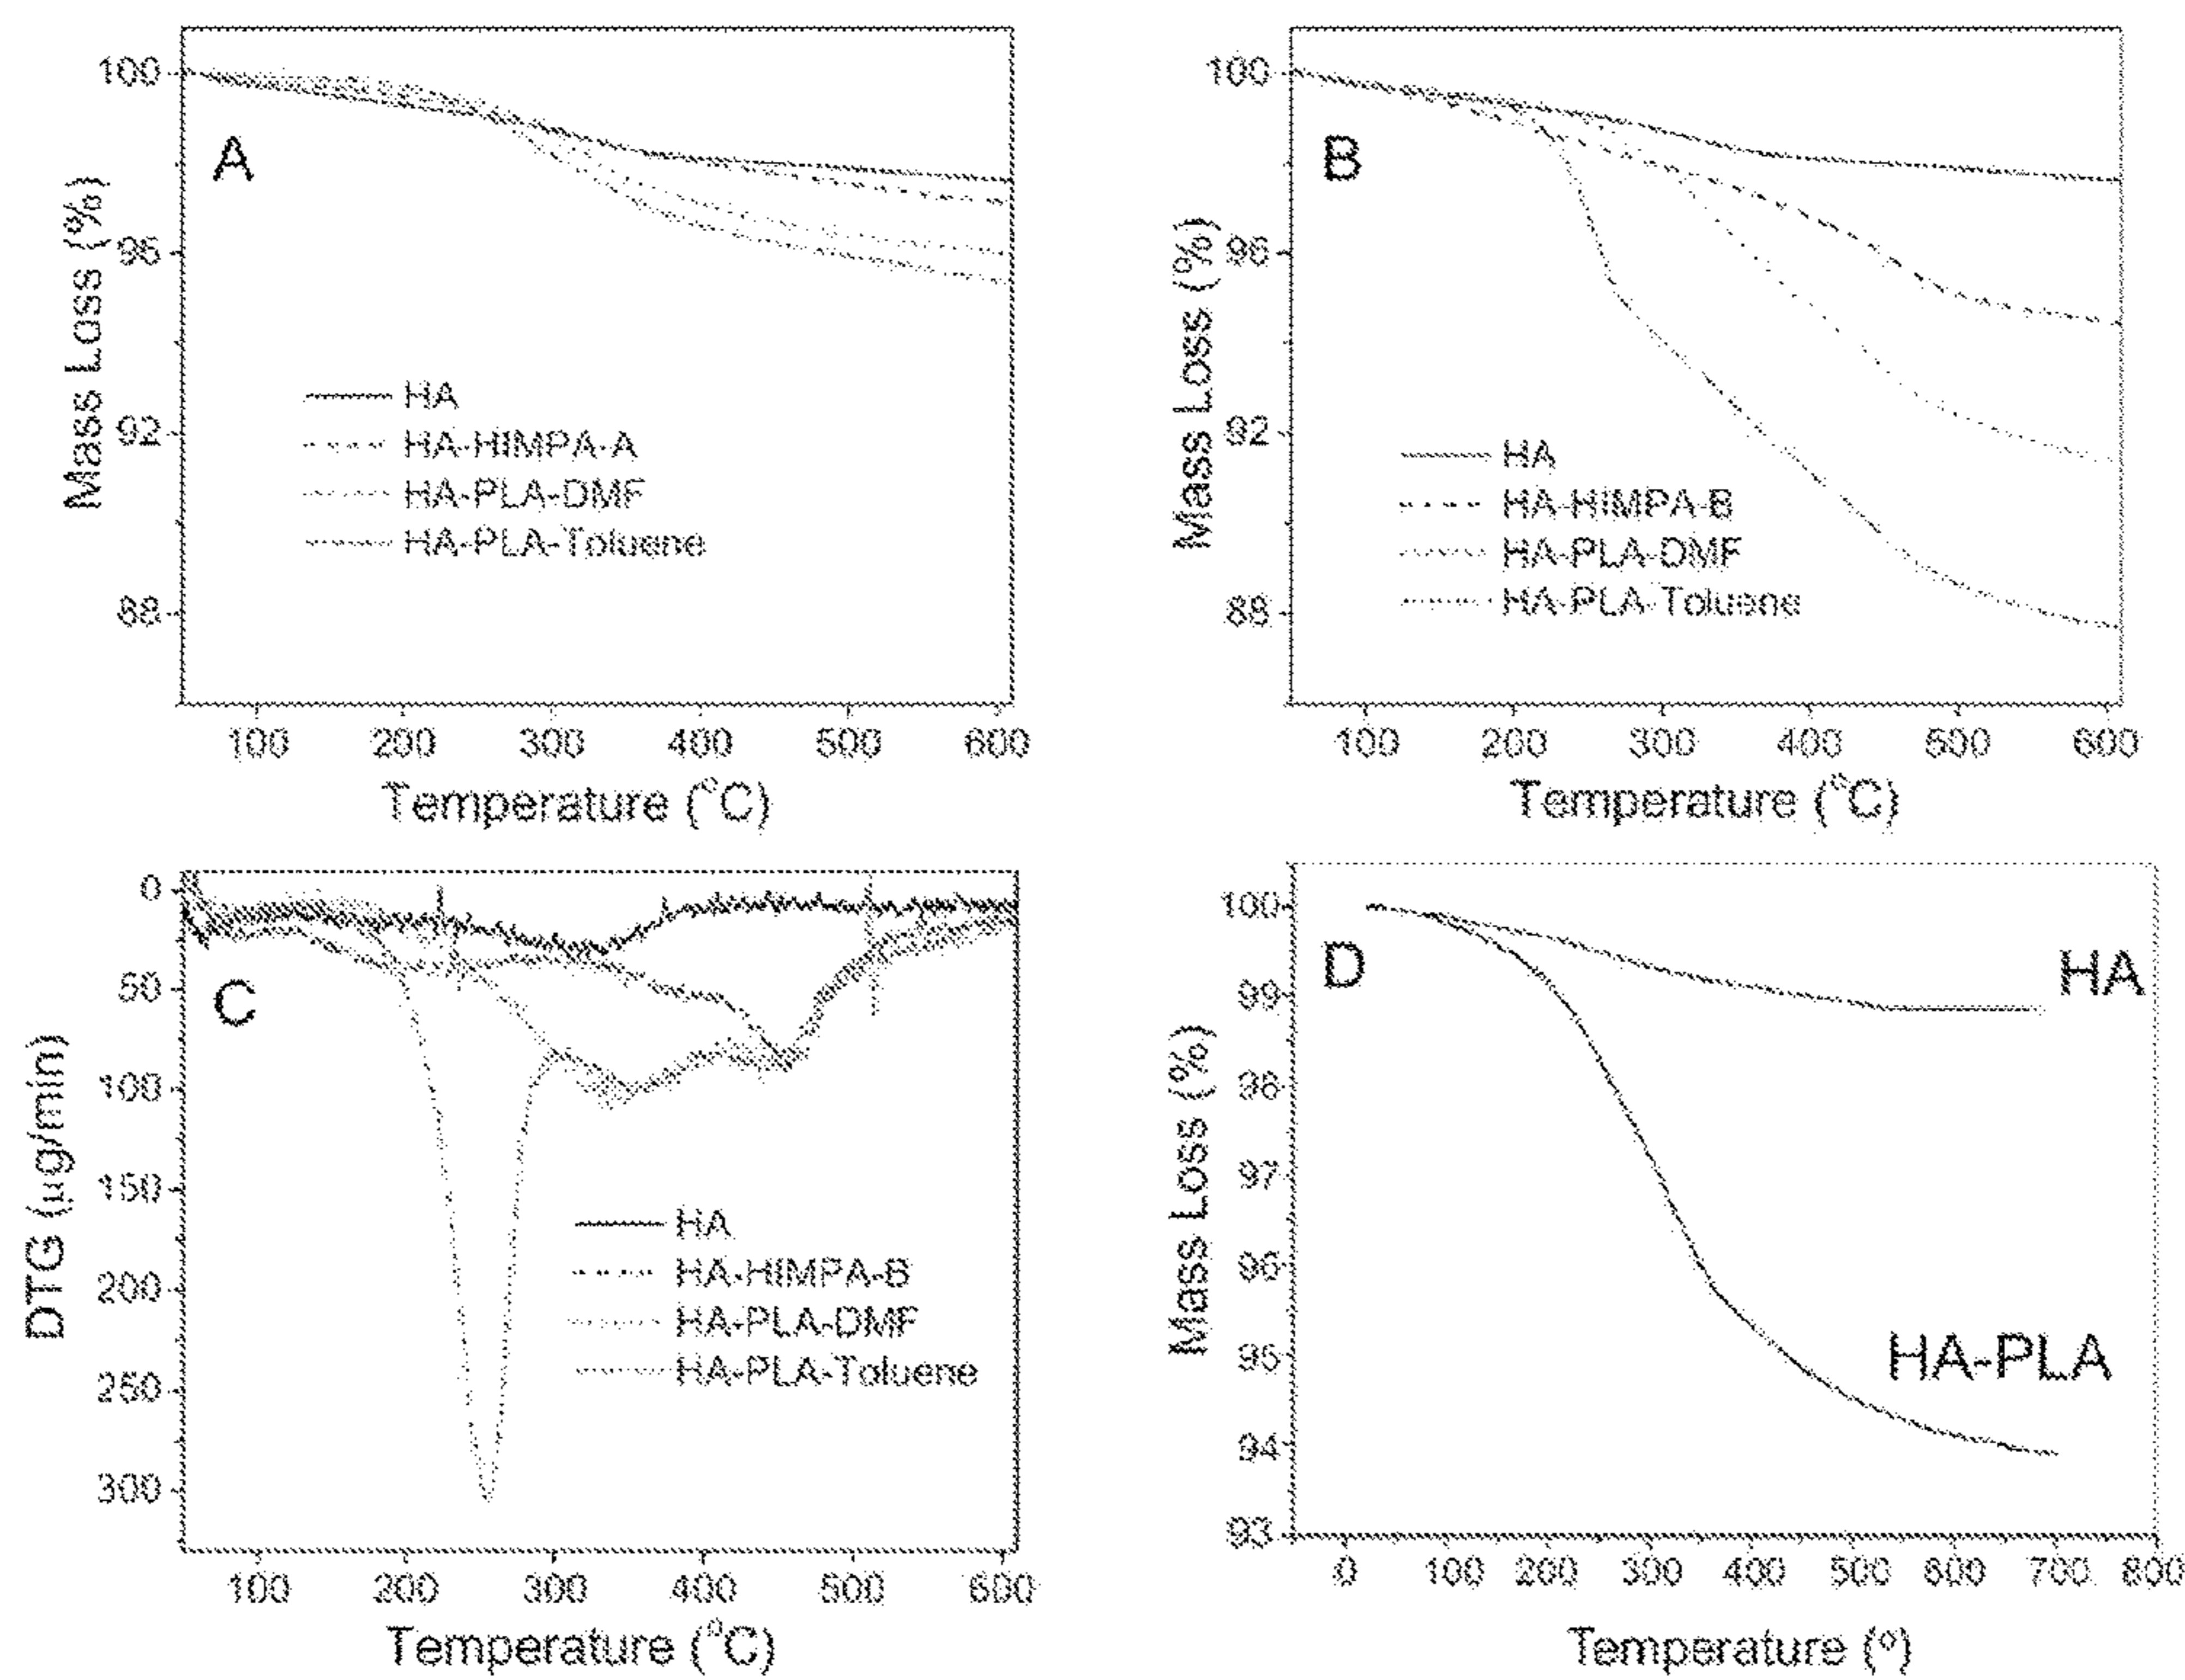 100
96
92
88
Mass Loss (%)
A
HA
HA-HIMPA-A
HA-PLA-DMF
HA-PLA-Toluene
100 200 300 400 500 600
Temperature (°C)
100
96
92
88
Mass Loss (%)
B
HA
HA-HIMPA-B
HA-PLA-DMF
HA-PLA-Toluene
100 200 300 400 500 600
Temperature (°C)
0
50
100
150
200
250
300
DTG (µg/min)
C
HA
HA-HIMPA-B
HA-PLA-DMF
HA-PLA-Toluene
100 200 300 400 500 600
Temperature (°C)
100
99
98
97
96
95
94
93
Mass Loss (%)
D
HA
HA-PLA
0 100 200 300 400 500 600 700 800
Temperature (º)